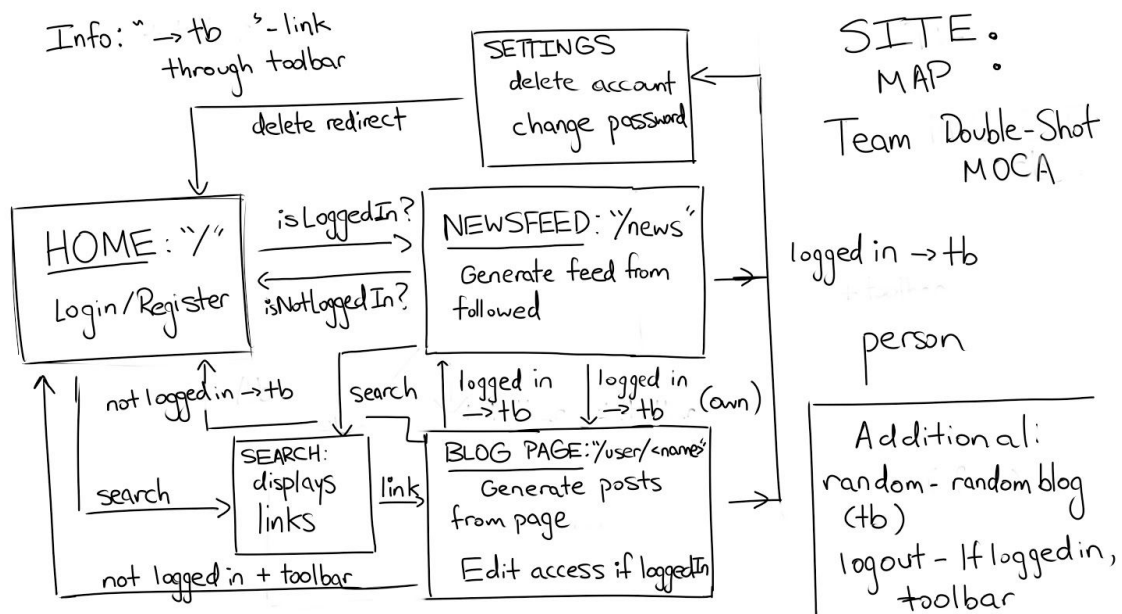 Info: " → tb " - link
through toolbar
SETTINGS
delete account
change password
SITE
MAP :
Team Double-Shot
MOCA
delete redirect
HOME: "/"
Login/Register
isLoggedIn?
isNotLoggedIn?
NEWSFEED: "/news"
Generate feed from
followed
logged in → tb
person
not logged in → tb
search
logged in
→ tb
logged in
→ tb
(own)
SEARCH:
displays
links
search
link
BLOG PAGE: "/user/<name>"
Generate posts
from page
Edit access if loggedIn
not logged in + toolbar
Additional:
random - random blog
(tb)
logout - If logged in,
toolbar